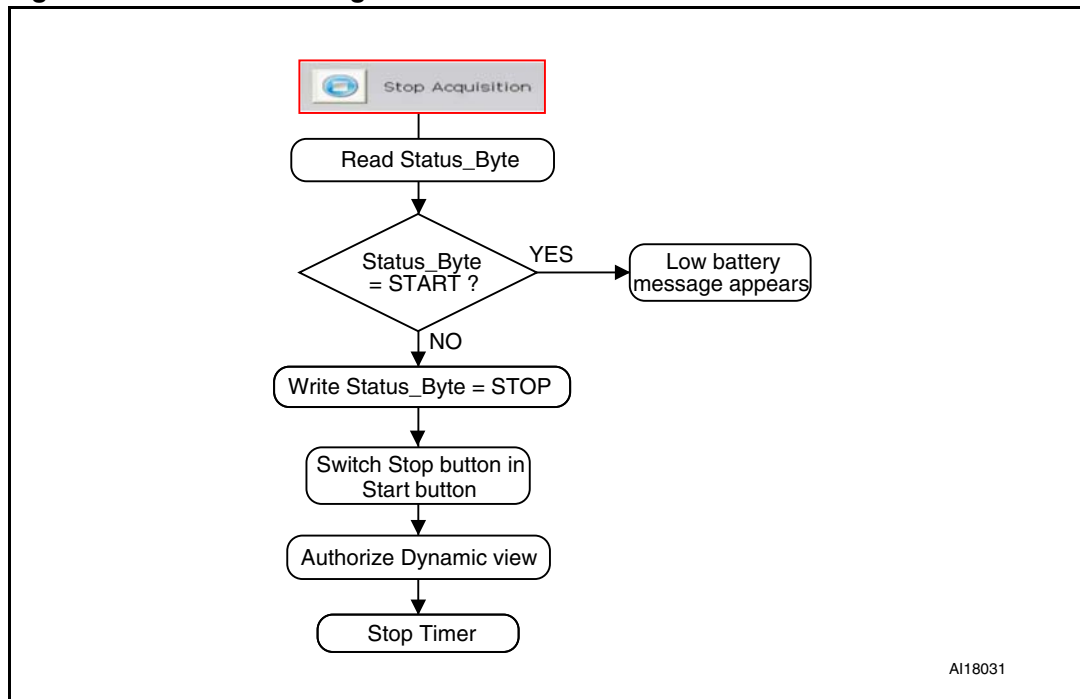 Stop Acquisition
Read Status_Byte
Status_Byte
= START ?
YES
Low battery
message appears
NO
Write Status_Byte = STOP
Switch Stop button in
Start button
Authorize Dynamic view
Stop Timer
AI18031